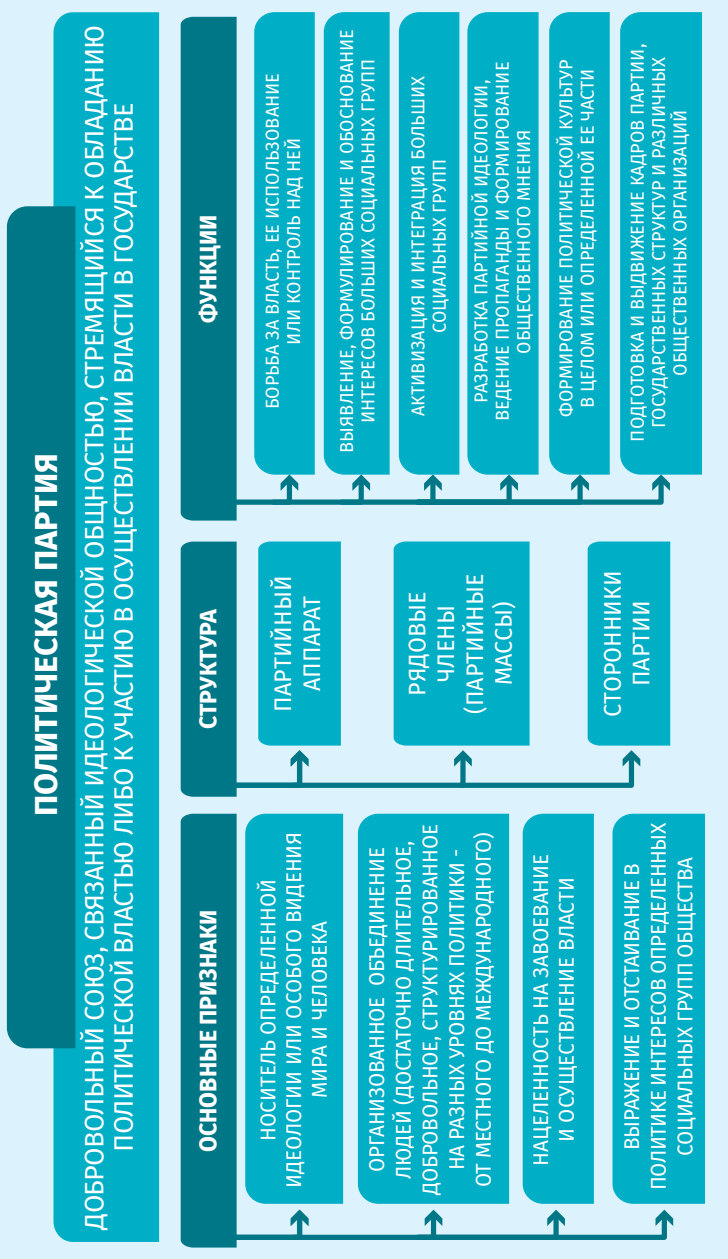 ПОЛИТИЧЕСКАЯ ПАРТИЯ
ДОБРОВОЛЬНЫЙ СОЮЗ, СВЯЗАННЫЙ ИДЕОЛОГИЧЕСКОЙ ОБЩНОСТЬЮ, СТРЕМЯЩИЙСЯ К ОБЛАДАНИЮ
ПОЛИТИЧЕСКОЙ ВЛАСТЬЮ ЛИБО К УЧАСТИЮ В ОСУЩЕСТВЛЕНИИ ВЛАСТИ В ГОСУДАРСТВЕ
ОСНОВНЫЕ ПРИЗНАКИ
НОСИТЕЛЬ ОПРЕДЕЛЕННОЙ
ИДЕОЛОГИИ ИЛИ ОСОБОГО ВИДЕНИЯ
МИРА И ЧЕЛОВЕКА
ОРГАНИЗОВАННОЕ ОБЪЕДИНЕНИЕ
ЛЮДЕЙ (ДОСТАТОЧНО ДЛИТЕЛЬНОЕ,
ДОБРОВОЛЬНОЕ, СТРУКТУРИРОВАННОЕ
НА РАЗНЫХ УРОВНЯХ ПОЛИТИКИ -
ОТ МЕСТНОГО ДО МЕЖДУНАРОДНОГО)
НАЦЕЛЕННОСТЬ НА ЗАВОЕВАНИЕ
И ОСУЩЕСТВЛЕНИЕ ВЛАСТИ
ВЫРАЖЕНИЕ И ОТСТАИВАНИЕ В
ПОЛИТИКЕ ИНТЕРЕСОВ ОПРЕДЕЛЕННЫХ
СОЦИАЛЬНЫХ ГРУПП ОБЩЕСТВА
СТРУКТУРА
ПАРТИЙНЫЙ
АППАРАТ
РЯДОВЫЕ
ЧЛЕНЫ
(ПАРТИЙНЫЕ
МАССЫ)
СТОРОННИКИ
ПАРТИИ
ФУНКЦИИ
БОРЬБА ЗА ВЛАСТЬ, ЕЕ ИСПОЛЬЗОВАНИЕ
ИЛИ КОНТРОЛЬ НАД НЕЙ
ВЫЯВЛЕНИЕ, ФОРМУЛИРОВАНИЕ И ОБОСНОВАНИЕ
ИНТЕРЕСОВ БОЛЬШИХ СОЦИАЛЬНЫХ ГРУПП
АКТИВИЗАЦИЯ И ИНТЕГРАЦИЯ БОЛЬШИХ
СОЦИАЛЬНЫХ ГРУПП
РАЗРАБОТКА ПАРТИЙНОЙ ИДЕОЛОГИИ,
ВЕДЕНИЕ ПРОПАГАНДЫ И ФОРМИРОВАНИЕ
ОБЩЕСТВЕННОГО МНЕНИЯ
ФОРМИРОВАНИЕ ПОЛИТИЧЕСКОЙ КУЛЬТУР
В ЦЕЛОМ ИЛИ ОПРЕДЕЛЕННОЙ ЕЕ ЧАСТИ
ПОДГОТОВКА И ВЫДВИЖЕНИЕ КАДРОВ ПАРТИИ,
ГОСУДАРСТВЕННЫХ СТРУКТУР И РАЗЛИЧНЫХ
ОБЩЕСТВЕННЫХ ОРГАНИЗАЦИЙ